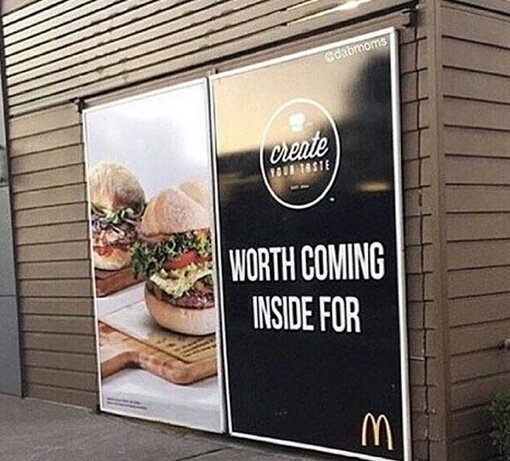 @dabmoms
create
YOUR TASTE
WORTH COMING
INSIDE FOR